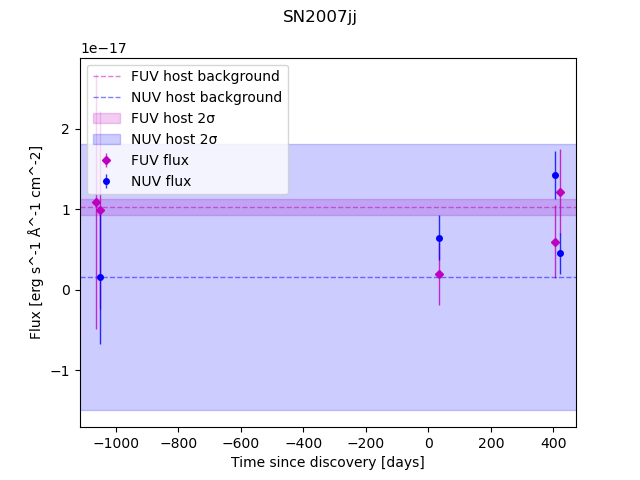 SN2007jj
1e−17
FUV host background
NUV host background
FUV host 2σ
NUV host 2σ
FUV flux
NUV flux
2
1
0
−1
Flux [erg s^-1 Å^-1 cm^-2]
−1000 −800 −600 −400 −200 0 200 400
Time since discovery [days]